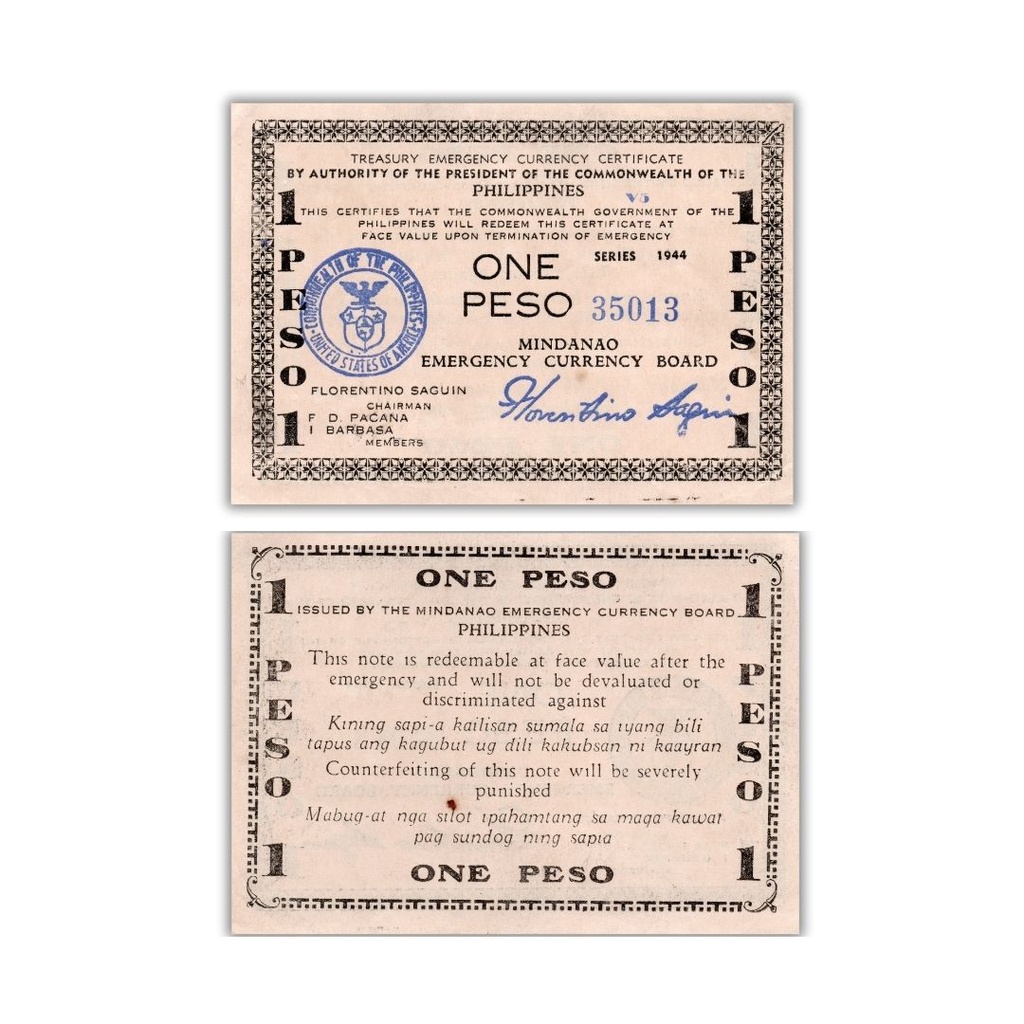 TREASURY EMERGENCY CURRENCY CERTIFICATE
BY AUTHORITY OF THE PRESIDENT OF THE COMMONWEALTH OF THE
PHILIPPINES
V5
1
1
THIS CERTIFIES THAT THE COMMONWEALTH GOVERNMENT OF THE
PHILIPPINES WILL REDEEM THIS CERTIFICATE AT
FACE VALUE UPON TERMINATION OF EMERGENCY
PESO
COMMONWEALTH OF THE PHILIPPINES
UNITED STATES OF AMERICA
ONE
PESO
SERIES 1944
35013
PESO
MINDANAO
EMERGENCY CURRENCY BOARD
FLORENTINO SAGUIN
CHAIRMAN
F D. PACANA
I BARBASA
MEMBERS
Florentino Saguin
1
1
ONE PESO
1
1
ISSUED BY THE MINDANAO EMERGENCY CURRENCY BOARD
PHILIPPINES
PESO
PESO
This note is redeemable at face value after the
emergency and will not be devaluated or
discriminated against
Kining sapi-a kailisan sumala sa iyang bili
tapus ang kagubut ug dili kakubsan ni kaayran
Counterfeiting of this note will be severely
punished
Mabug-at nga silot ipahamtang sa maga kawat
pag sundog ning sapia
1
1
ONE PESO